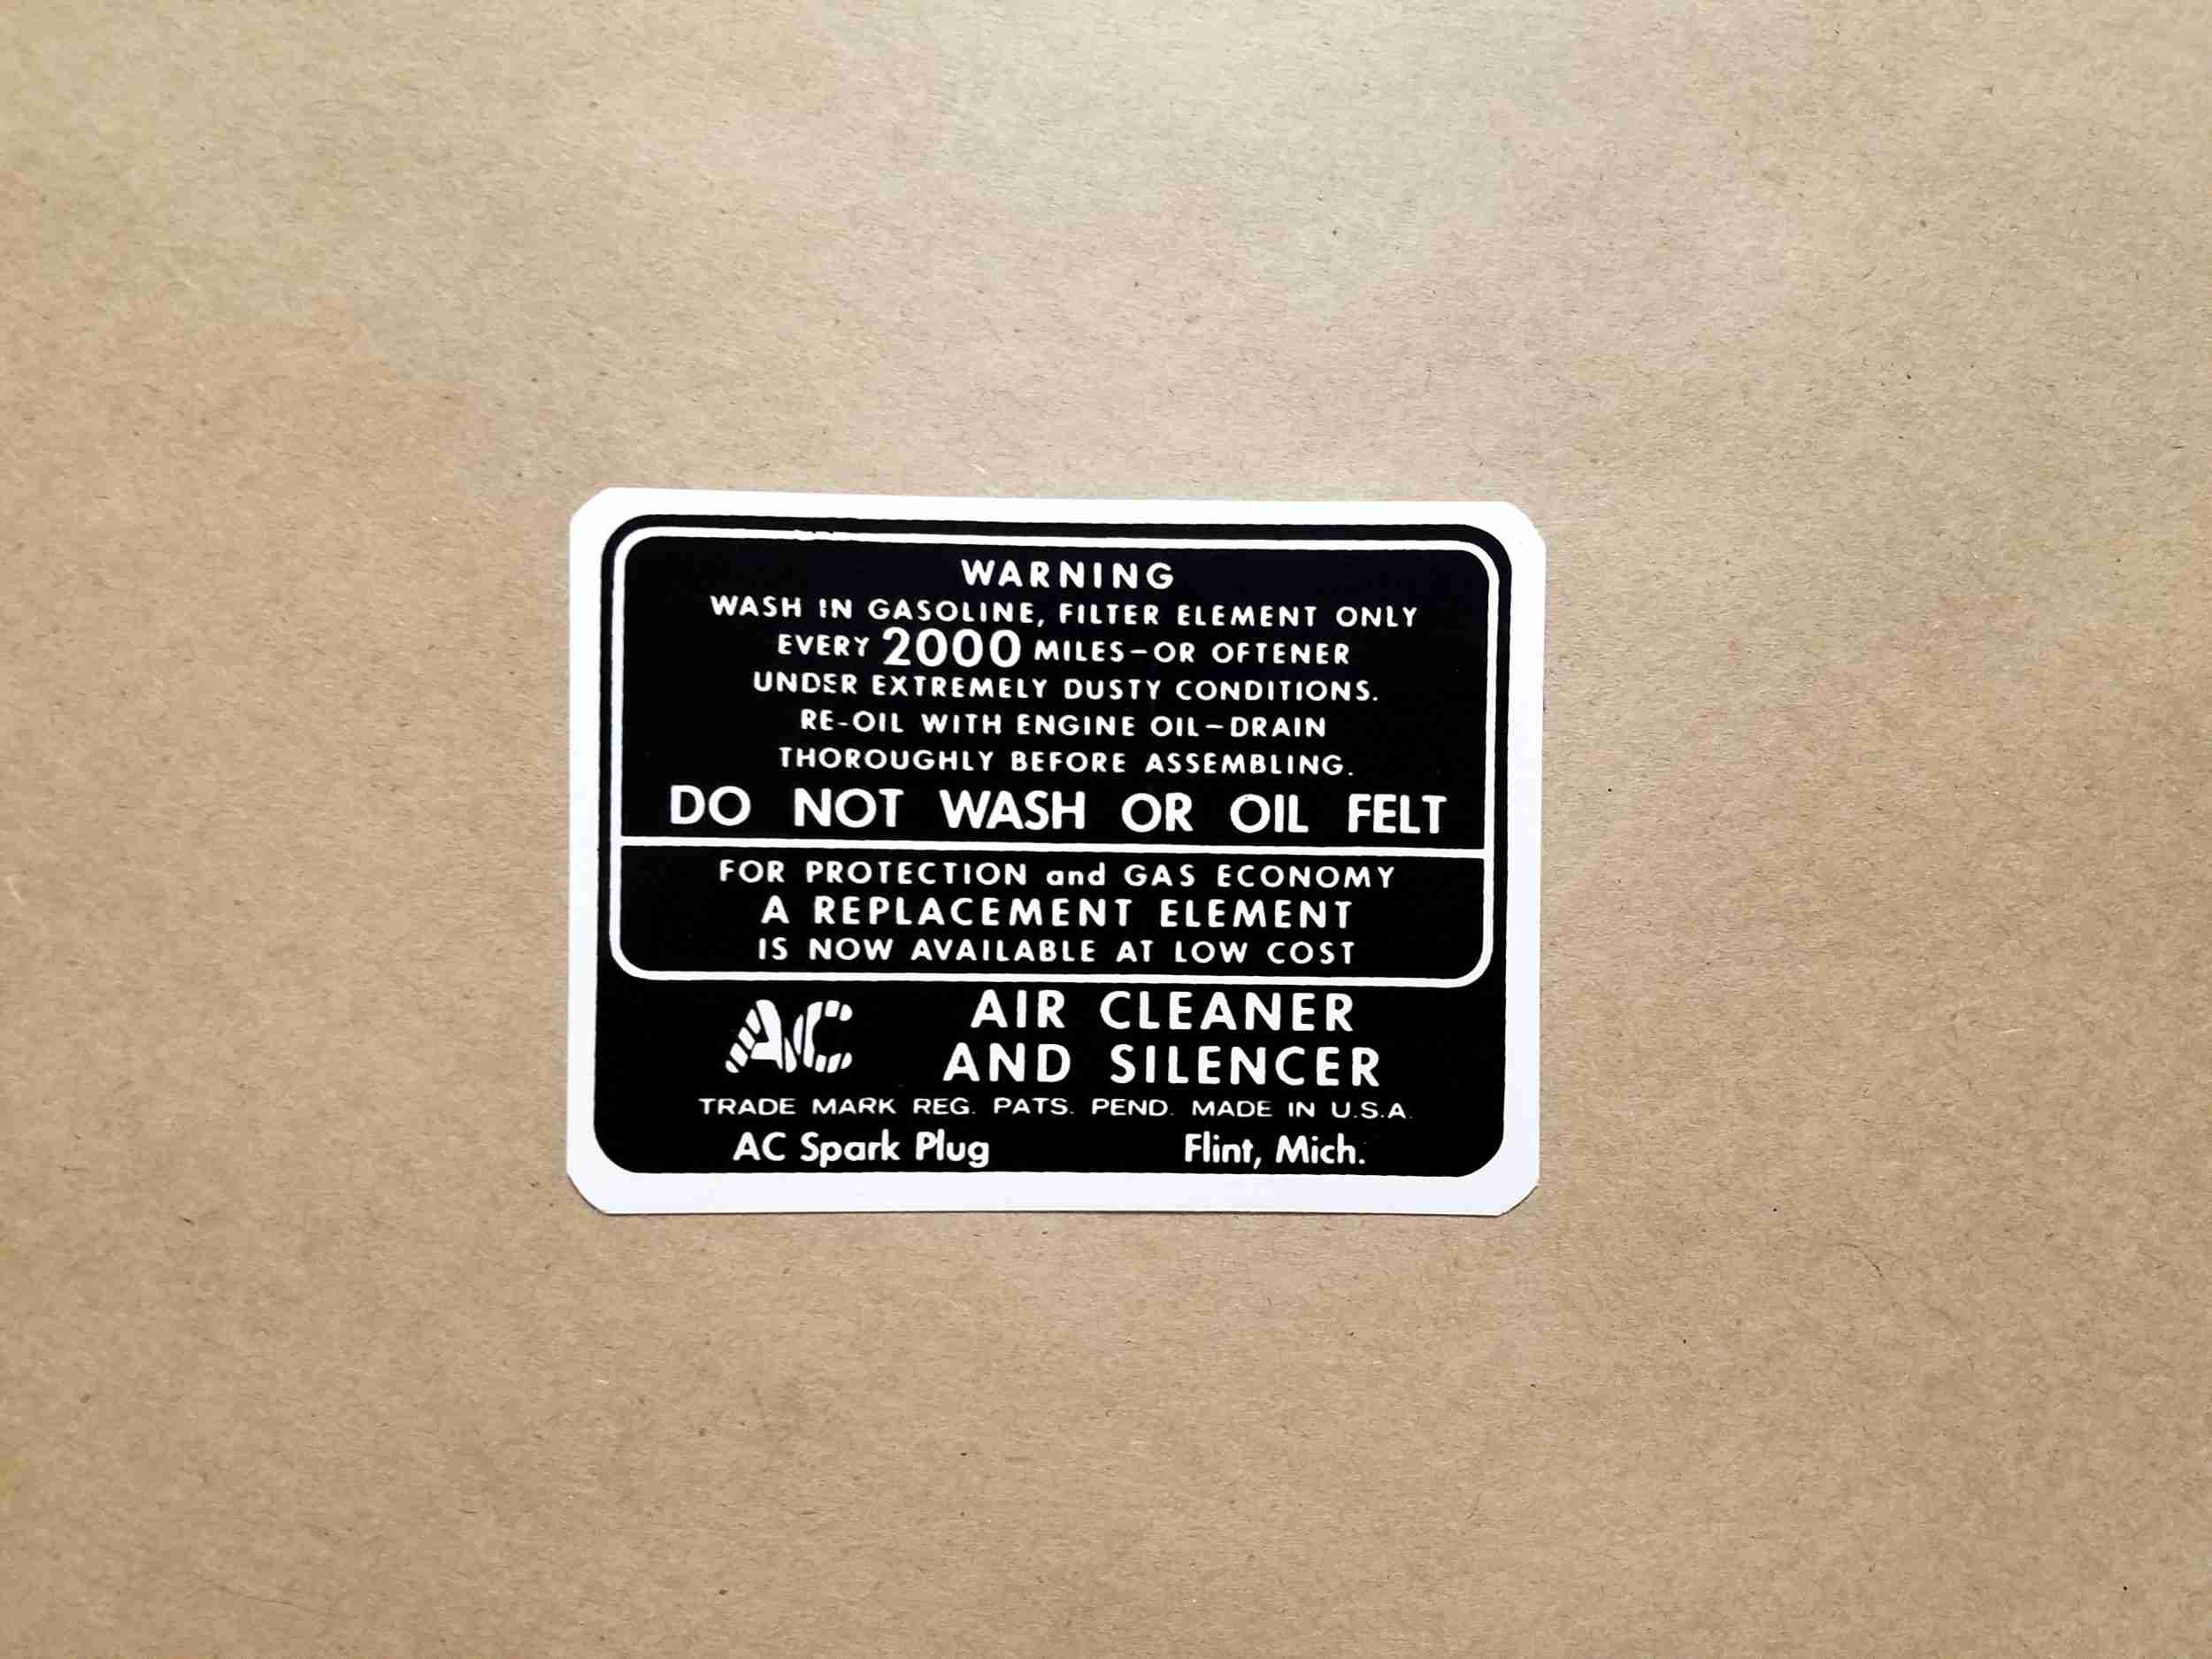 WARNING
WASH IN GASOLINE, FILTER ELEMENT ONLY
EVERY 2000 MILES-OR OFTENER
UNDER EXTREMELY DUSTY CONDITIONS.
RE-OIL WITH ENGINE OIL-DRAIN
THOROUGHLY BEFORE ASSEMBLING.
DO NOT WASH OR OIL FELT
FOR PROTECTION and GAS ECONOMY
A REPLACEMENT ELEMENT
IS NOW AVAILABLE AT LOW COST
AC AIR CLEANER
AND SILENCER
TRADE MARK REG. PATS. PEND. MADE IN U.S.A.
AC Spark Plug Flint, Mich.